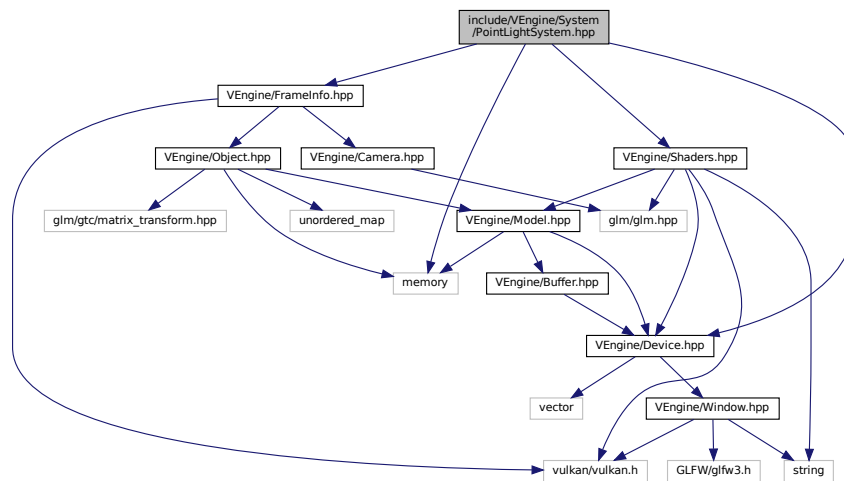 include/VEngine/System
/PointLightSystem.hpp
VEngine/FrameInfo.hpp
VEngine/Object.hpp
VEngine/Camera.hpp
VEngine/Shaders.hpp
glm/gtc/matrix_transform.hpp
unordered_map
VEngine/Model.hpp
glm/glm.hpp
memory
VEngine/Buffer.hpp
VEngine/Device.hpp
vector
VEngine/Window.hpp
vulkan/vulkan.h
GLFW/glfw3.h
string